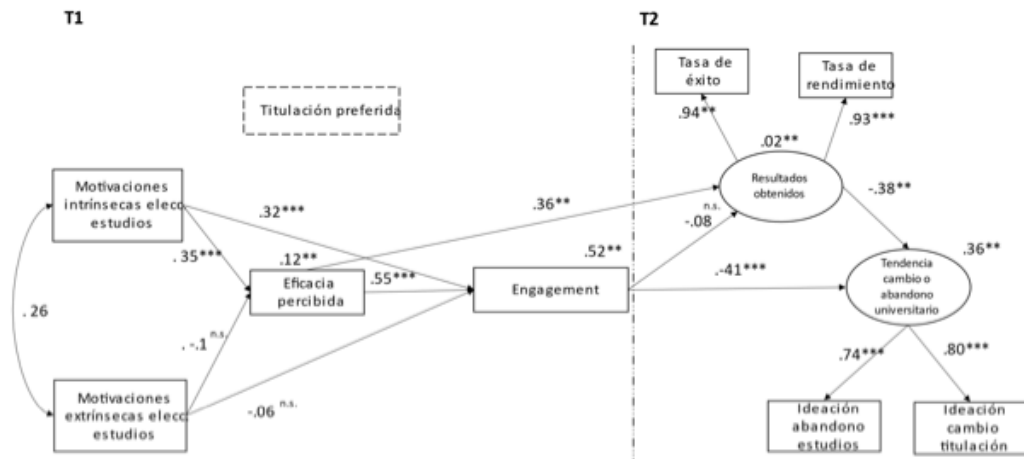 T1
T2
Tasa de
éxito
Tasa de
rendimiento
Titulación preferida
.94**
.93***
.02**
Motivaciones
intrínsecas elecc.
estudios
Resultados
obtenidos
.36**
n.s.
-.08
-.38**
.32***
.35***
.12**
.52**
.36**
Eficacia
percibida
.55***
Engagement
.-41***
Tendencia
cambio o
abandono
universitario
. 26
. -.1 n.s.
-.06 n.s.
.74***
.80***
Motivaciones
extrínsecas elecc.
estudios
Ideación
abandono
estudios
Ideación
cambio
titulación